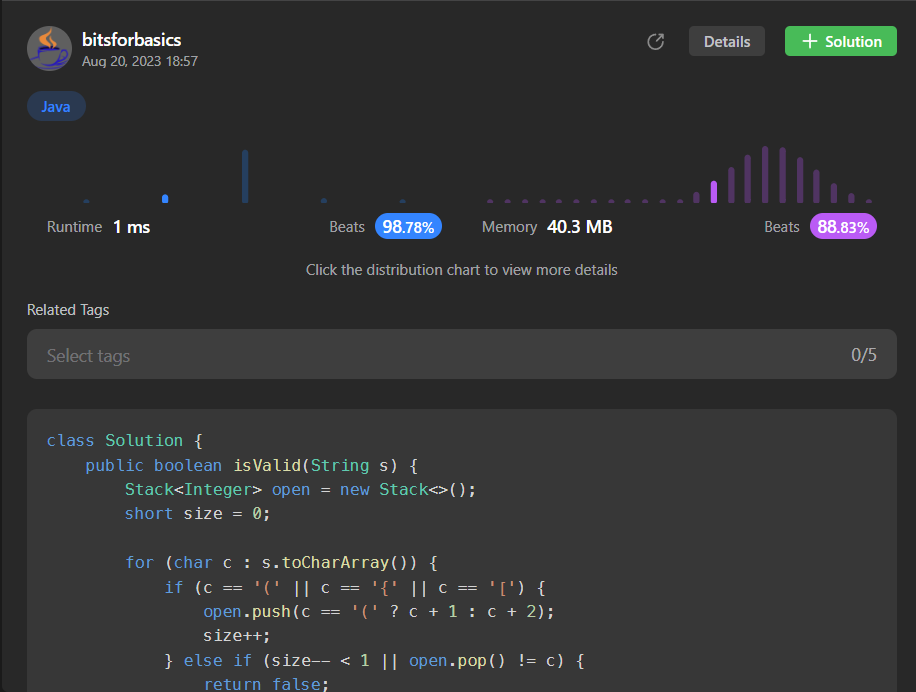 bitsforbasics
Aug 20, 2023 18:57
Details
+ Solution
Java
Runtime 1 ms Beats 98.78% Memory 40.3 MB Beats 88.83%
Click the distribution chart to view more details
Related Tags
Select tags 0/5
class Solution {
    public boolean isValid(String s) {
        Stack<Integer> open = new Stack<>();
        short size = 0;

        for (char c : s.toCharArray()) {
            if (c == '(' || c == '{' || c == '[') {
                open.push(c == '(' ? c + 1 : c + 2);
                size++;
            } else if (size-- < 1 || open.pop() != c) {
                return false;